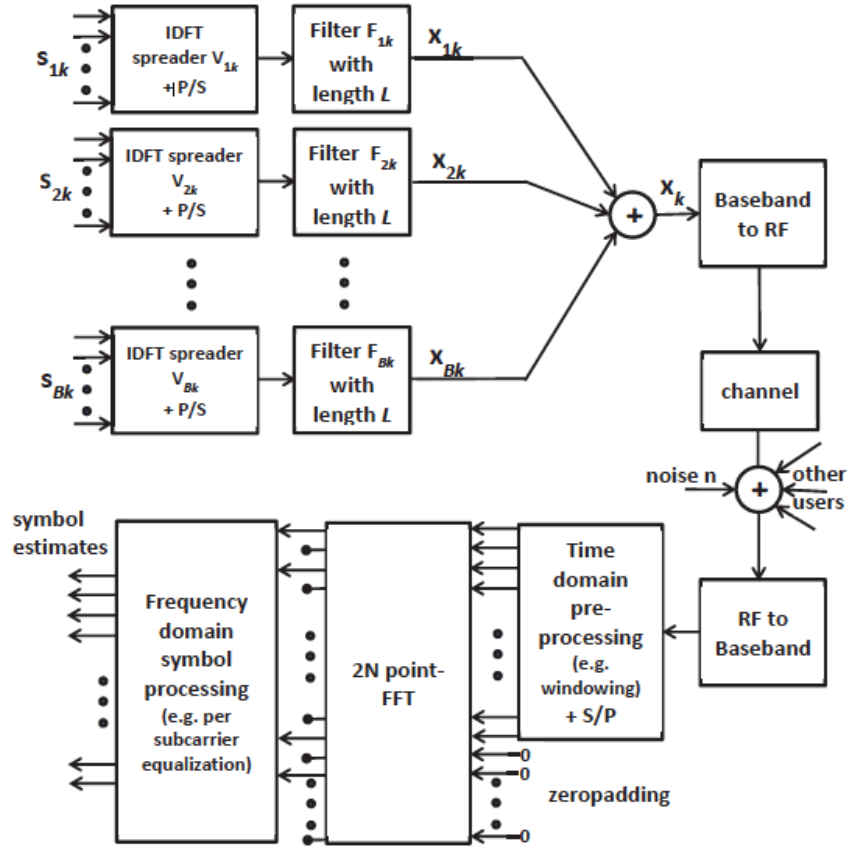 S1k
IDFT
spreader V1k
+P/S
Filter F1k
with
length L
X1k
S2k
IDFT spreader
V2k
+ P/S
Filter F2k
with
length L
X2k
SBk
IDFT spreader
VBk
+ P/S
Filter FBk
with
length L
XBk
+
Xk
Baseband
to RF
channel
noise n
+
other
users
RF to
Baseband
Time
domain
pre-
processing
(e.g.
windowing)
+ S/P
0
0
0
zeropadding
2N point-
FFT
Frequency
domain
symbol
processing
(e.g. per
subcarrier
equalization)
symbol
estimates